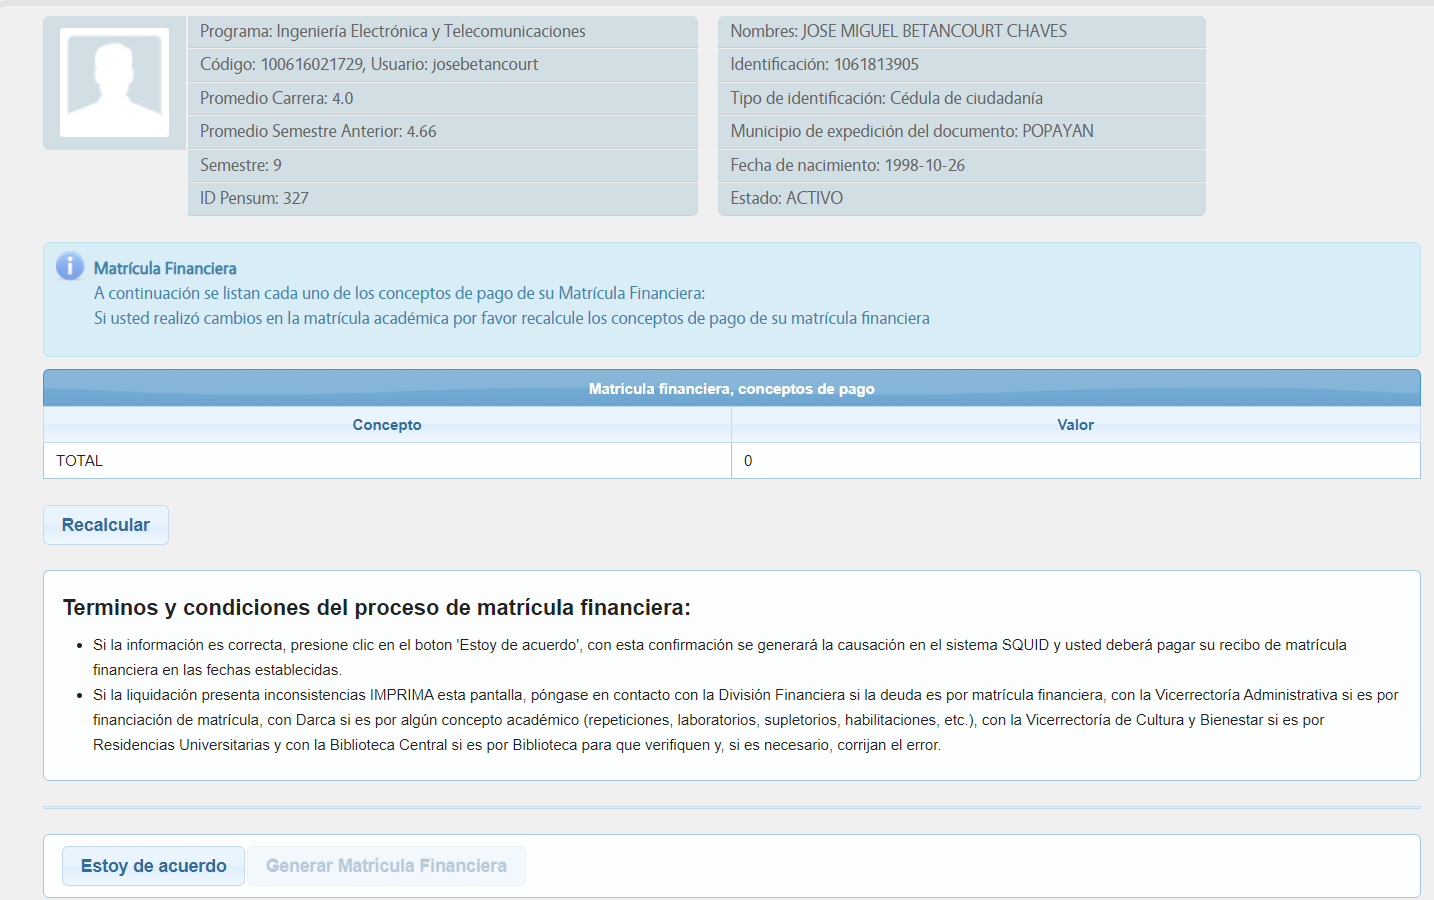 Programa: Ingeniería Electrónica y Telecomunicaciones
Código: 100616021729, Usuario: josebetancourt
Promedio Carrera: 4.0
Promedio Semestre Anterior: 4.66
Semestre: 9
ID Pensum: 327
Nombres: JOSE MIGUEL BETANCOURT CHAVES
Identificación: 1061813905
Tipo de identificación: Cédula de ciudadanía
Municipio de expedición del documento: POPAYAN
Fecha de nacimiento: 1998-10-26
Estado: ACTIVO
Matrícula Financiera
A continuación se listan cada uno de los conceptos de pago de su Matrícula Financiera:
Si usted realizó cambios en la matrícula académica por favor recalcule los conceptos de pago de su matrícula financiera
Matrícula financiera, conceptos de pago
Concepto Valor
TOTAL 0
Recalcular
Terminos y condiciones del proceso de matrícula financiera:
• Si la información es correcta, presione clic en el boton 'Estoy de acuerdo', con esta confirmación se generará la causación en el sistema SQUID y usted deberá pagar su recibo de matrícula
financiera en las fechas establecidas.
• Si la liquidación presenta inconsistencias IMPRIMA esta pantalla, póngase en contacto con la División Financiera si la deuda es por matrícula financiera, con la Vicerrectoría Administrativa si es por
financiación de matrícula, con Darca si es por algún concepto académico (repeticiones, laboratorios, supletorios, habilitaciones, etc.), con la Vicerrectoría de Cultura y Bienestar si es por
Residencias Universitarias y con la Biblioteca Central si es por Biblioteca para que verifiquen y, si es necesario, corrijan el error.
Estoy de acuerdo Generar Matrícula Financiera